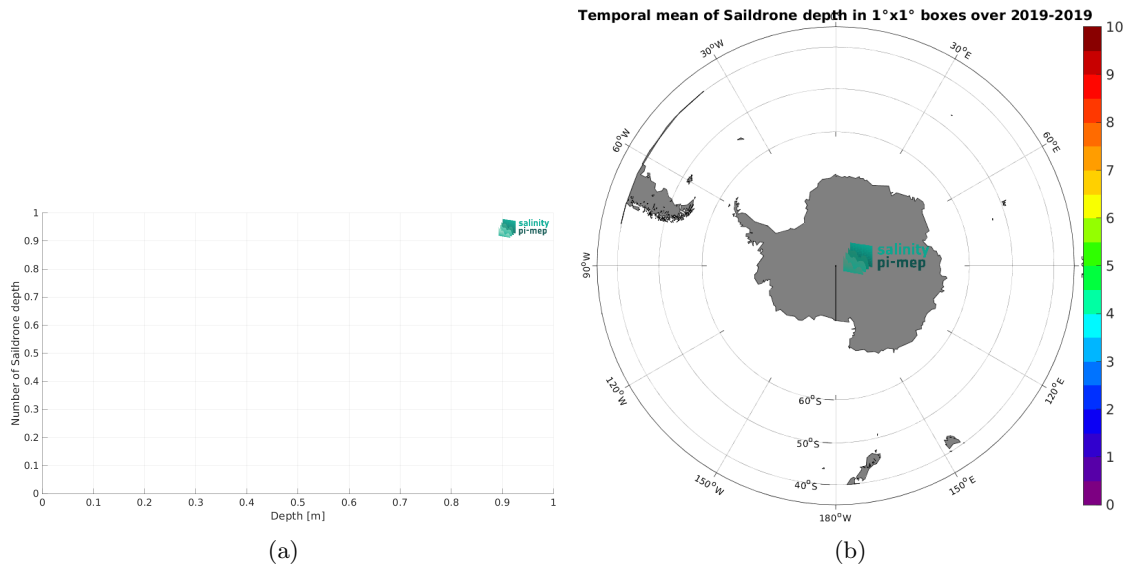 Temporal mean of Saildrone depth in 1°x1° boxes over 2019-2019
salinity
pi-mep
Number of Saildrone depth
1
0.9
0.8
0.7
0.6
0.5
0.4
0.3
0.2
0.1
0
0
0.1
0.2
0.3
0.4
0.5
0.6
0.7
0.8
0.9
1
Depth [m]
(a)
30°W
30°E
60°W
60°E
90°W
salinity
pi-mep
120°W
120°E
150°W
150°E
180°W
60°S
50°S
40°S
10
9
8
7
6
5
4
3
2
1
0
(b)